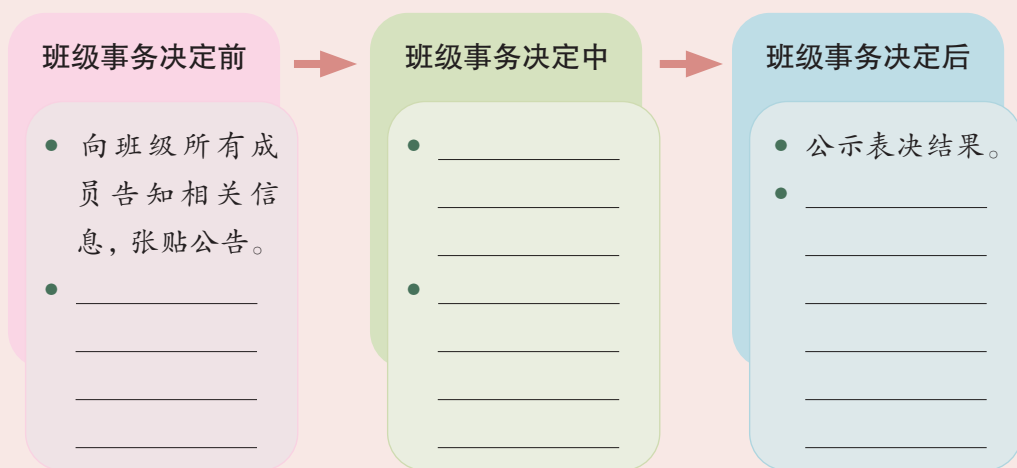 班级事务决定前
向班级所有成
员告知相关信
息，张贴公告。
班级事务决定中
班级事务决定后
公示表决结果。